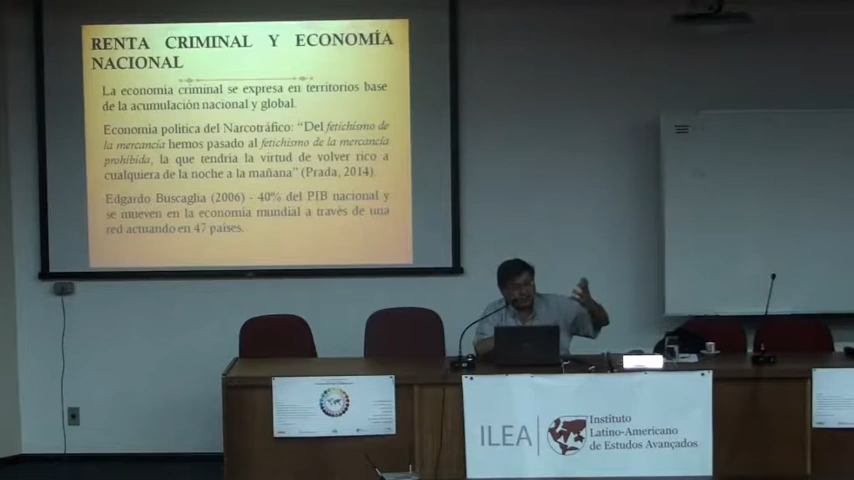 RENTA CRIMINAL Y ECONOMÍA
NACIONAL
La economía criminal se expresa en territorios base
de la acumulación nacional y global.
Economía política del Narcotráfico: “Del fetichismo de
la mercancía hemos pasado al fetichismo de la mercancía
prohibida, la que tendría la virtud de volver rico a
cualquiera de la noche a la mañana” (Prada, 2014).
Edgardo Buscaglia (2006) - 40% del PIB nacional y
se mueven en la economía mundial a través de una
red actuando en 47 países.
ILEA
Instituto
Latino-Americano
de Estudos Avançados